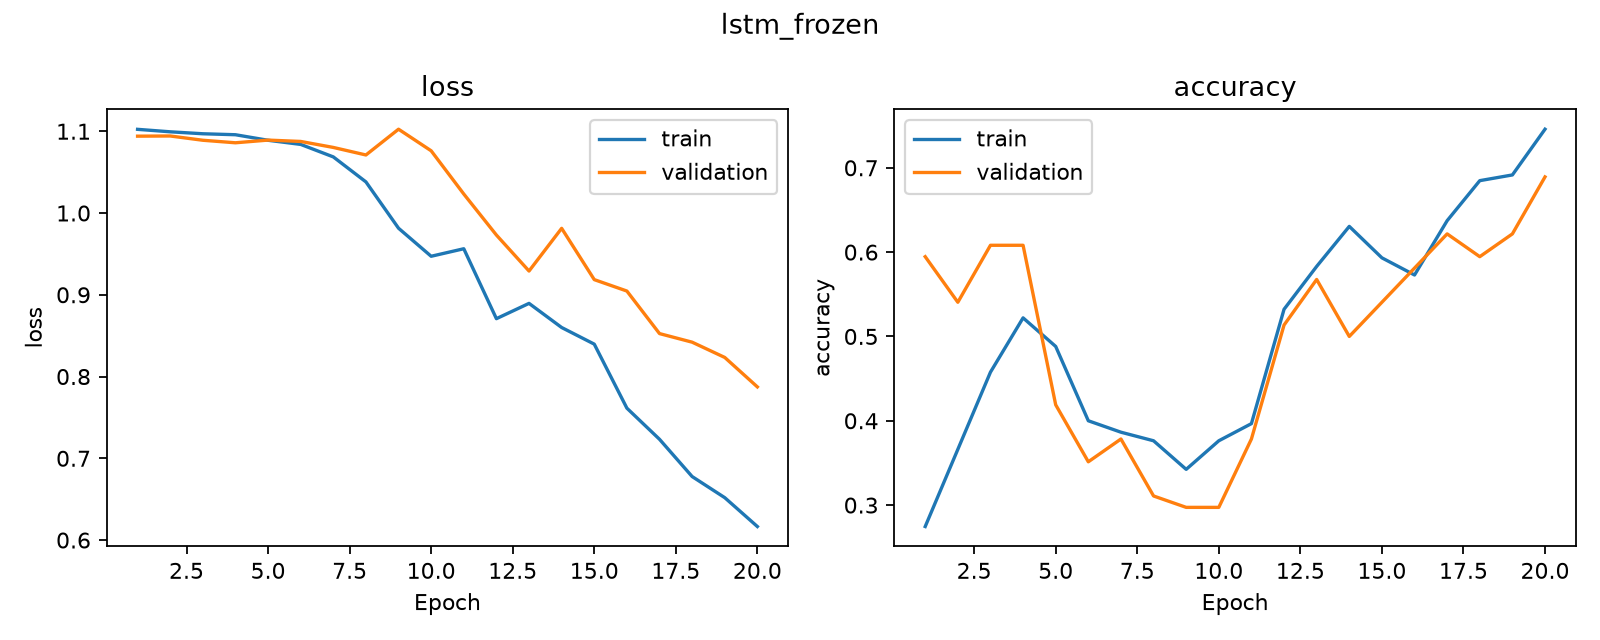 lstm_frozen
loss
train
validation
1.1
1.0
0.9
0.8
0.7
0.6
loss
2.5 5.0 7.5 10.0 12.5 15.0 17.5 20.0
Epoch
accuracy
train
validation
0.7
0.6
0.5
0.4
0.3
accuracy
2.5 5.0 7.5 10.0 12.5 15.0 17.5 20.0
Epoch